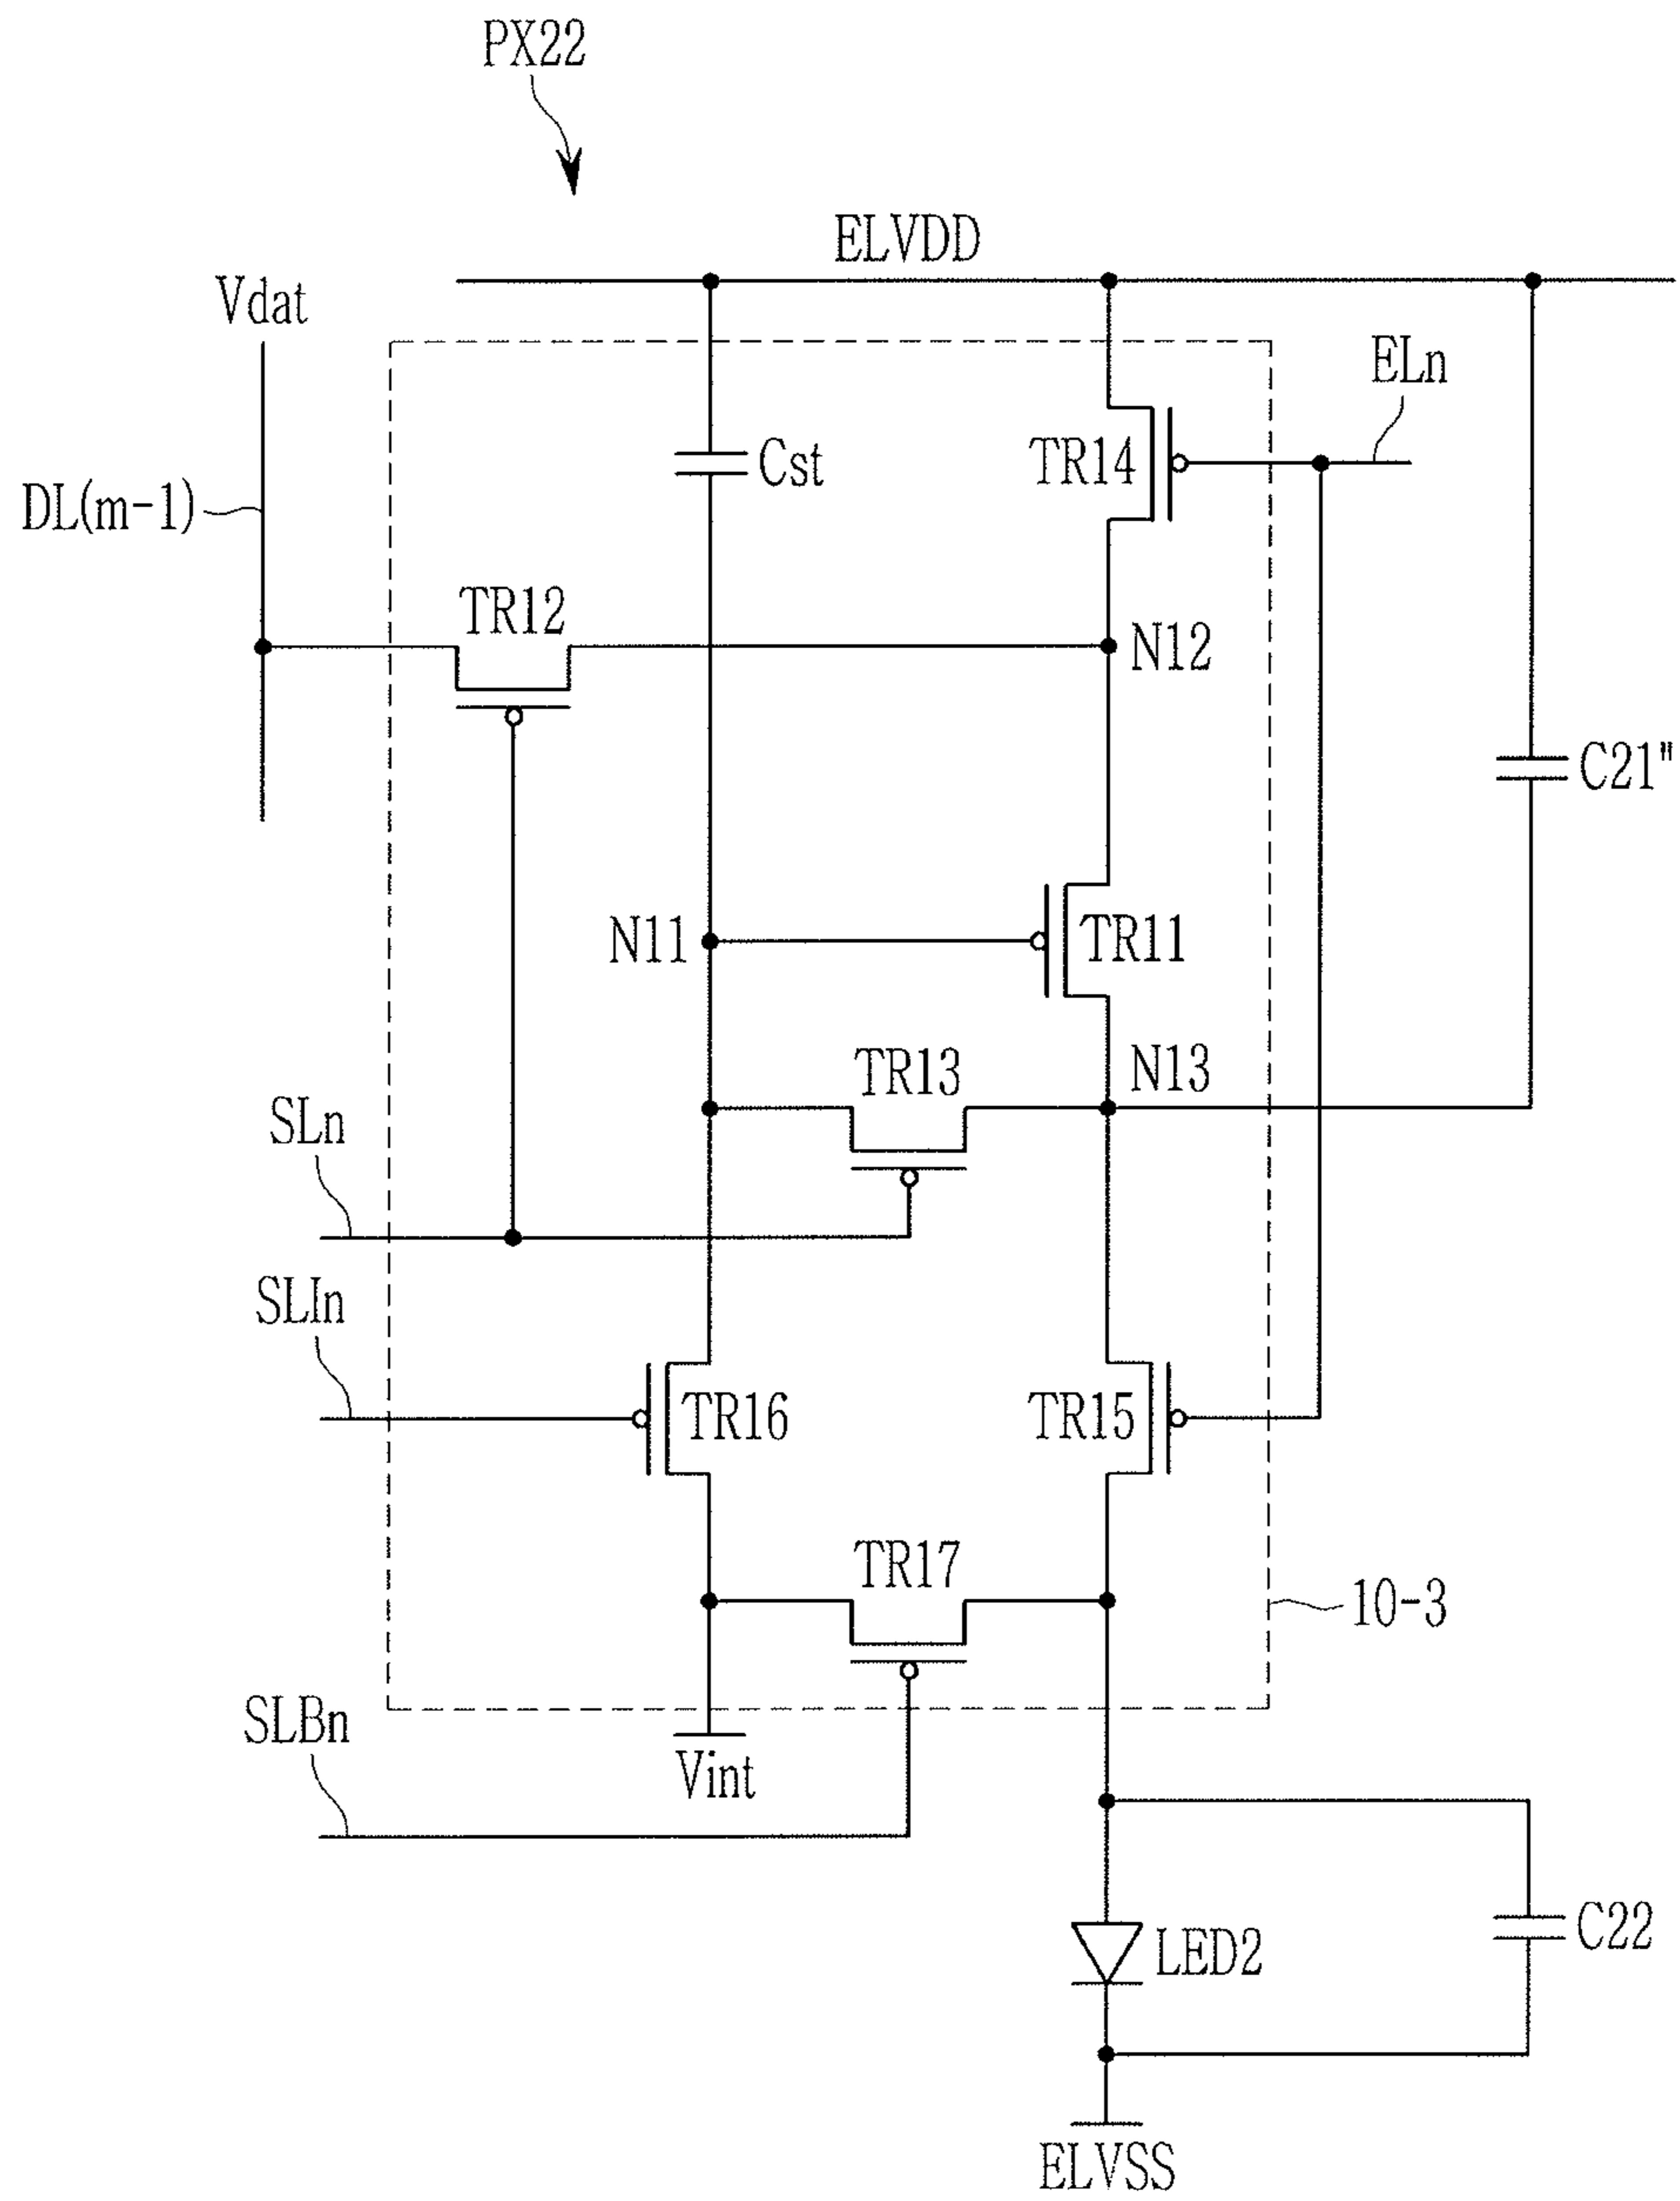 PX22
ELVDD
Vdat
ELn
TR14
Cst
DL(m-1)
TR12
N12
C21"
N11
TR11
TR13
N13
SLn
SLIn
TR16
TR15
TR17
10-3
SLBn
Vint
LED2
C22
ELVSS